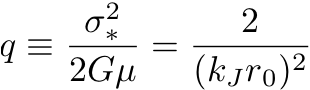 q ≡ σ_*^2 / 2Gμ = 2 / (k_J r_0)^2